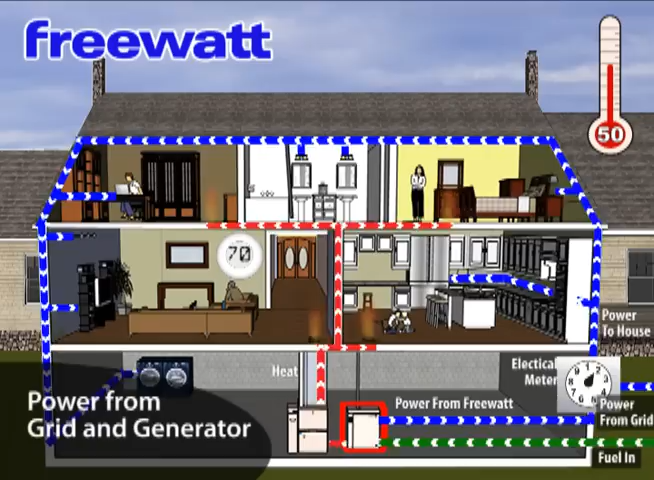 freewatt
50
70
Power
To House
Heat
Electical
Meter
Power From Freewatt
Power
From Grid
Power from
Grid and Generator
Fuel In